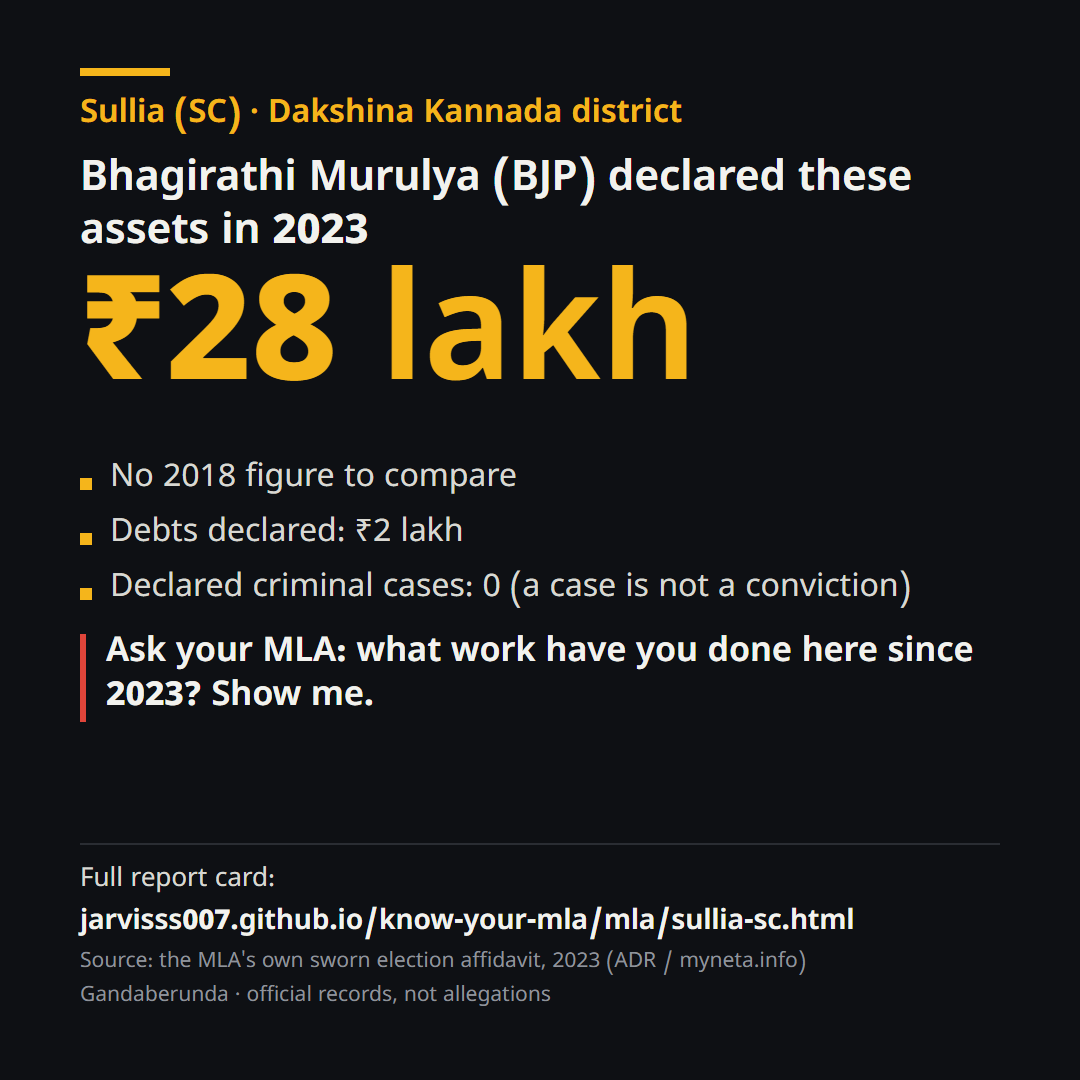 Sullia (SC) · Dakshina Kannada district
Bhagirathi Murulya (BJP) declared these
assets in 2023
₹28 lakh
No 2018 figure to compare
Debts declared: ₹2 lakh
Declared criminal cases: 0 (a case is not a conviction)
Ask your MLA: what work have you done here since
2023? Show me.
Full report card:
jarvisss007.github.io/know-your-mla/mla/sullia-sc.html
Source: the MLA's own sworn election affidavit, 2023 (ADR / myneta.info)
Gandaberunda · official records, not allegations